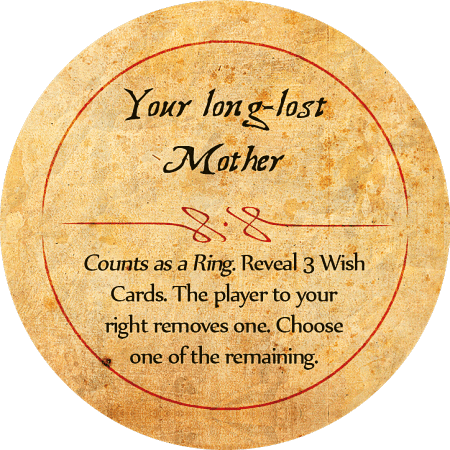 Your long-lost
Mother
Counts as a Ring. Reveal 3 Wish
Cards. The player to your
right removes one. Choose
one of the remaining.